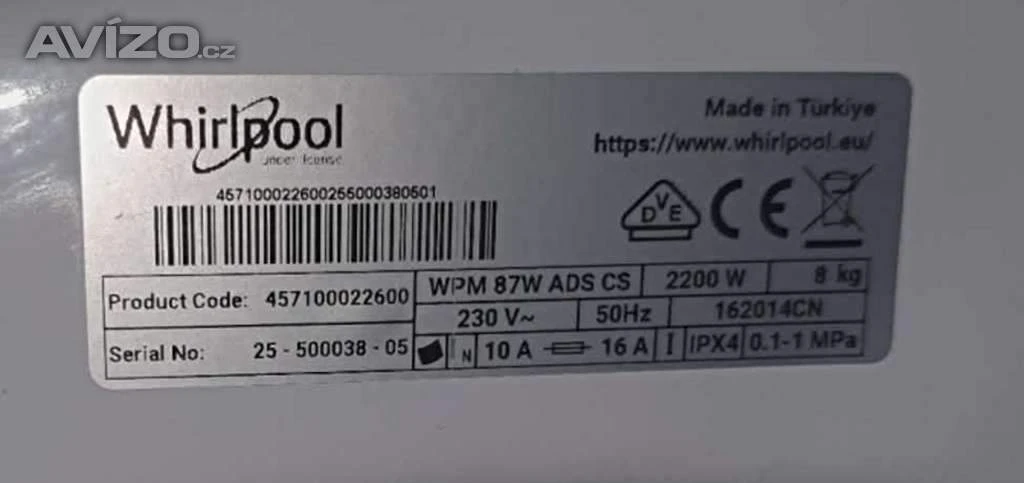 AVÍZO.cz
Whirlpool
under license
Made in Türkiye
https://www.whirlpool.eu/
457100022600255000380501
DVE CE
Product Code: 457100022600
WPM 87W ADS CS 2200 W 8 kg
230 V~ 50Hz 162014CN
Serial No: 25 - 500038 - 05
N 10 A 16 A I IPX4 0.1-1 MPa